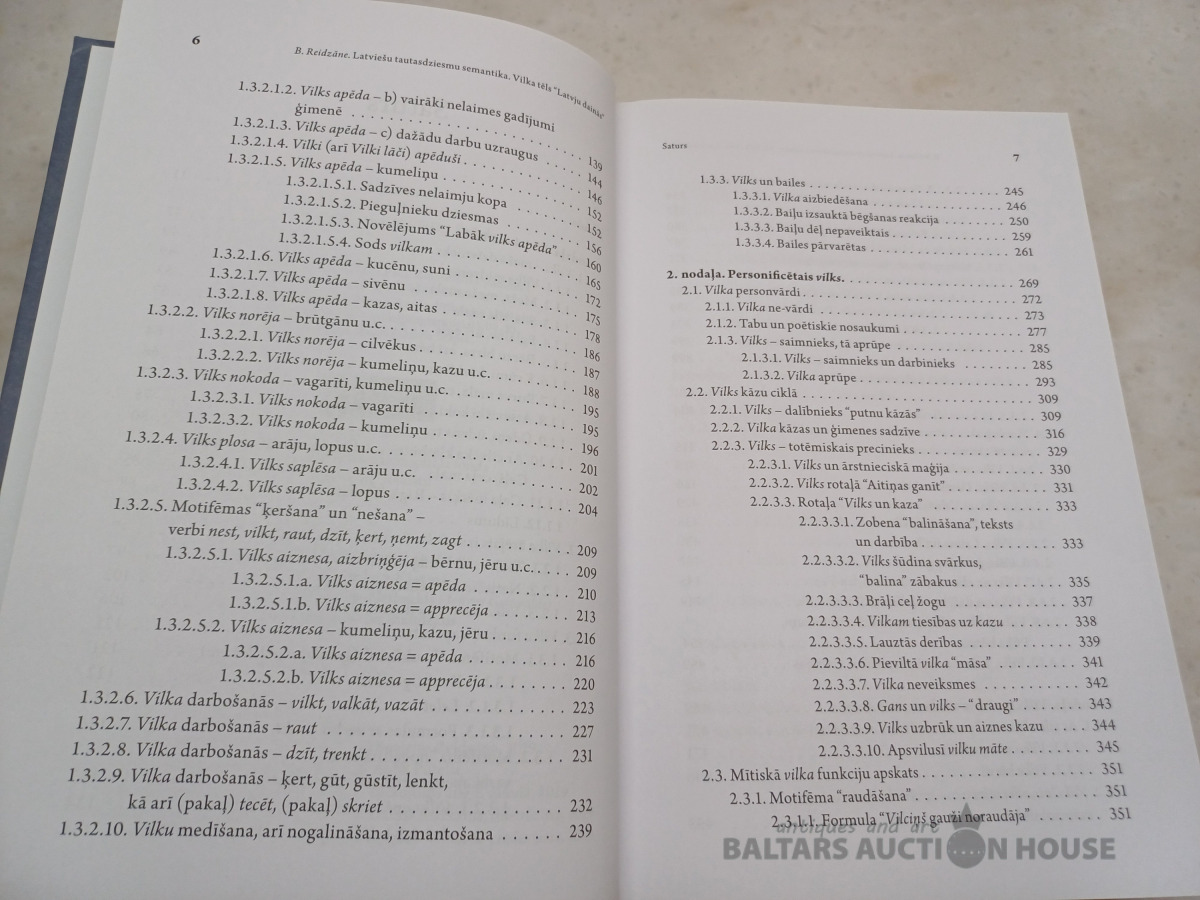 6
B. Reidzāne. Latviešu tautasdziesmu semantika. Vilka tēls "Latvju dainās"
1.3.2.1.2. Vilks apēda – b) vairāki nelaimes gadījumi
ģimenē . . . . . . . . . . . . . . . . . . . . . . . . 139
1.3.2.1.3. Vilks apēda – c) dažādu darbu uzraugus . . . . . 144
1.3.2.1.4. Vilki (arī Vilki lāči) apēduši . . . . . . . . . . . 146
1.3.2.1.5. Vilks apēda – kumeliņu . . . . . . . . . . . . . 152
1.3.2.1.5.1. Sadzīves nelaimju kopa . . . . . . . 152
1.3.2.1.5.2. Pieguļnieku dziesmas . . . . . . . . 156
1.3.2.1.5.3. Novēlējums "Labāk vilks apēda" . . . 160
1.3.2.1.5.4. Sods vilkam . . . . . . . . . . . . . 165
1.3.2.1.6. Vilks apēda – kucēnu, suni . . . . . . . . . . . 172
1.3.2.1.7. Vilks apēda – sivēnu . . . . . . . . . . . . . . 175
1.3.2.1.8. Vilks apēda – kazas, aitas . . . . . . . . . . . . 178
1.3.2.2. Vilks norēja – brūtgānu u.c. . . . . . . . . . . . . . . 186
1.3.2.2.1. Vilks norēja – cilvēkus . . . . . . . . . . . . . 187
1.3.2.2.2. Vilks norēja – kumeliņu, kazu u.c. . . . . . . . 188
1.3.2.3. Vilks nokoda – vagarīti, kumeliņu u.c. . . . . . . . . . 195
1.3.2.3.1. Vilks nokoda – vagarīti . . . . . . . . . . . . 195
1.3.2.3.2. Vilks nokoda – kumeliņu . . . . . . . . . . . 196
1.3.2.4. Vilks plosa – arāju, lopus u.c. . . . . . . . . . . . . . 201
1.3.2.4.1. Vilks saplēsa – arāju u.c. . . . . . . . . . . . 202
1.3.2.4.2. Vilks saplēsa – lopus . . . . . . . . . . . . . 204
1.3.2.5. Motifēmas "ķeršana" un "nešana" –
verbi nest, vilkt, raut, dzīt, ķert, ņemt, zagt . . . . . . . . 209
1.3.2.5.1. Vilks aiznesa, aizbriņģēja – bērnu, jēru u.c. . . . . 209
1.3.2.5.1.a. Vilks aiznesa = apēda . . . . . . . . . 210
1.3.2.5.1.b. Vilks aiznesa = apprecēja . . . . . . . 213
1.3.2.5.2. Vilks aiznesa – kumeliņu, kazu, jēru . . . . . . . . 216
1.3.2.5.2.a. Vilks aiznesa = apēda . . . . . . . . . 216
1.3.2.5.2.b. Vilks aiznesa = apprecēja . . . . . . . 220
1.3.2.6. Vilka darbošanās – vilkt, valkāt, vazāt . . . . . . . . . . 223
1.3.2.7. Vilka darbošanās – raut . . . . . . . . . . . . . . . . . 227
1.3.2.8. Vilka darbošanās – dzīt, trenkt . . . . . . . . . . . . . . 231
1.3.2.9. Vilka darbošanās – ķert, gūt, gūstīt, lenkt,
kā arī (pakaļ) tecēt, (pakaļ) skriet . . . . . . . . . . . . . 232
1.3.2.10. Vilku medīšana, arī nogalināšana, izmantošana . . . . . . 239
Saturs
7
1.3.3. Vilks un bailes . . . . . . . . . . . . . . . . . . . . 245
1.3.3.1. Vilka aizbiedēšana . . . . . . . . . . . . . . . 246
1.3.3.2. Baiļu izsauktā bēgšanas reakcija . . . . . . . . 250
1.3.3.3. Baiļu dēļ nepaveiktais . . . . . . . . . . . . . 259
1.3.3.4. Bailes pārvarētas . . . . . . . . . . . . . . . . 261
2. nodaļa. Personificētais vilks. . . . . . . . . . . . . . . . 269
2.1. Vilka personvārdi . . . . . . . . . . . . . . . . . . . . 272
2.1.1. Vilka ne-vārdi . . . . . . . . . . . . . . . . . . . 273
2.1.2. Tabu un poētiskie nosaukumi . . . . . . . . . . . . 277
2.1.3. Vilks – saimnieks, tā aprūpe . . . . . . . . . . . . . 285
2.1.3.1. Vilks – saimnieks un darbinieks . . . . . . . . 285
2.1.3.2. Vilka aprūpe . . . . . . . . . . . . . . . . . 293
2.2. Vilks kāzu ciklā . . . . . . . . . . . . . . . . . . . . . 309
2.2.1. Vilks – dalībnieks "putnu kāzās" . . . . . . . . . . . 309
2.2.2. Vilka kāzas un ģimenes sadzīve . . . . . . . . . . . 316
2.2.3. Vilks – totēmiskais precinieks . . . . . . . . . . . . 329
2.2.3.1. Vilks un ārstnieciskā maģija . . . . . . . . . . 330
2.2.3.2. Vilks rotaļā "Aitiņas ganīt" . . . . . . . . . . . 331
2.2.3.3. Rotaļa "Vilks un kaza" . . . . . . . . . . . . . 333
2.2.3.3.1. Zobena "balināšana", teksts
un darbība . . . . . . . . . . . . . . 333
2.2.3.3.2. Vilks šūdina svārkus,
"balina" zābakus . . . . . . . . . . . . 335
2.2.3.3.3. Brāļi ceļ žogu . . . . . . . . . . . . 337
2.2.3.3.4. Vilkam tiesības uz kazu . . . . . . . 338
2.2.3.3.5. Lauztās derības . . . . . . . . . . . 339
2.2.3.3.6. Pieviltā vilka "māsa" . . . . . . . . . 341
2.2.3.3.7. Vilka neveiksmes . . . . . . . . . . 342
2.2.3.3.8. Gans un vilks – "draugi" . . . . . . . 343
2.2.3.3.9. Vilks uzbrūk un aiznes kazu . . . . 344
2.2.3.3.10. Apsvilusī vilku māte . . . . . . . . 345
2.3. Mītiskā vilka funkciju apskats . . . . . . . . . . . . . . . 351
2.3.1. Motifēma "raudāšana" . . . . . . . . . . . . . . . . 351
2.3.1.1. Formula "Vilciņš gauži noraudāja" . . . . . . . 351
antiques and art
BALTARS AUCTION HOUSE